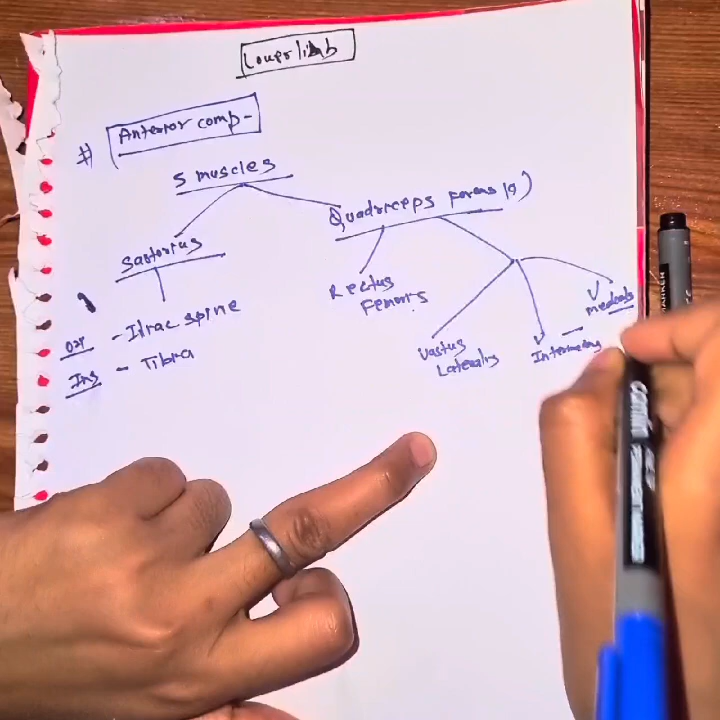 Lower limb
# Anterior comp-
5 muscles
Quadriceps femoris (4)
Sartorius
Rectus
Femoris
V
Medialis
Ori - Iliac spine
Ins - Tibia
Vastus
Lateralis
V